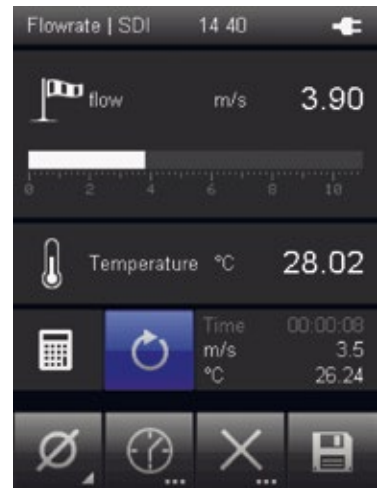 Flowrate | SDI 14 40
flow m/s 3.90
0 2 4 6 8 10
Temperature °C 28.02
Time 00:00:08
m/s 3.5
°C 26.24